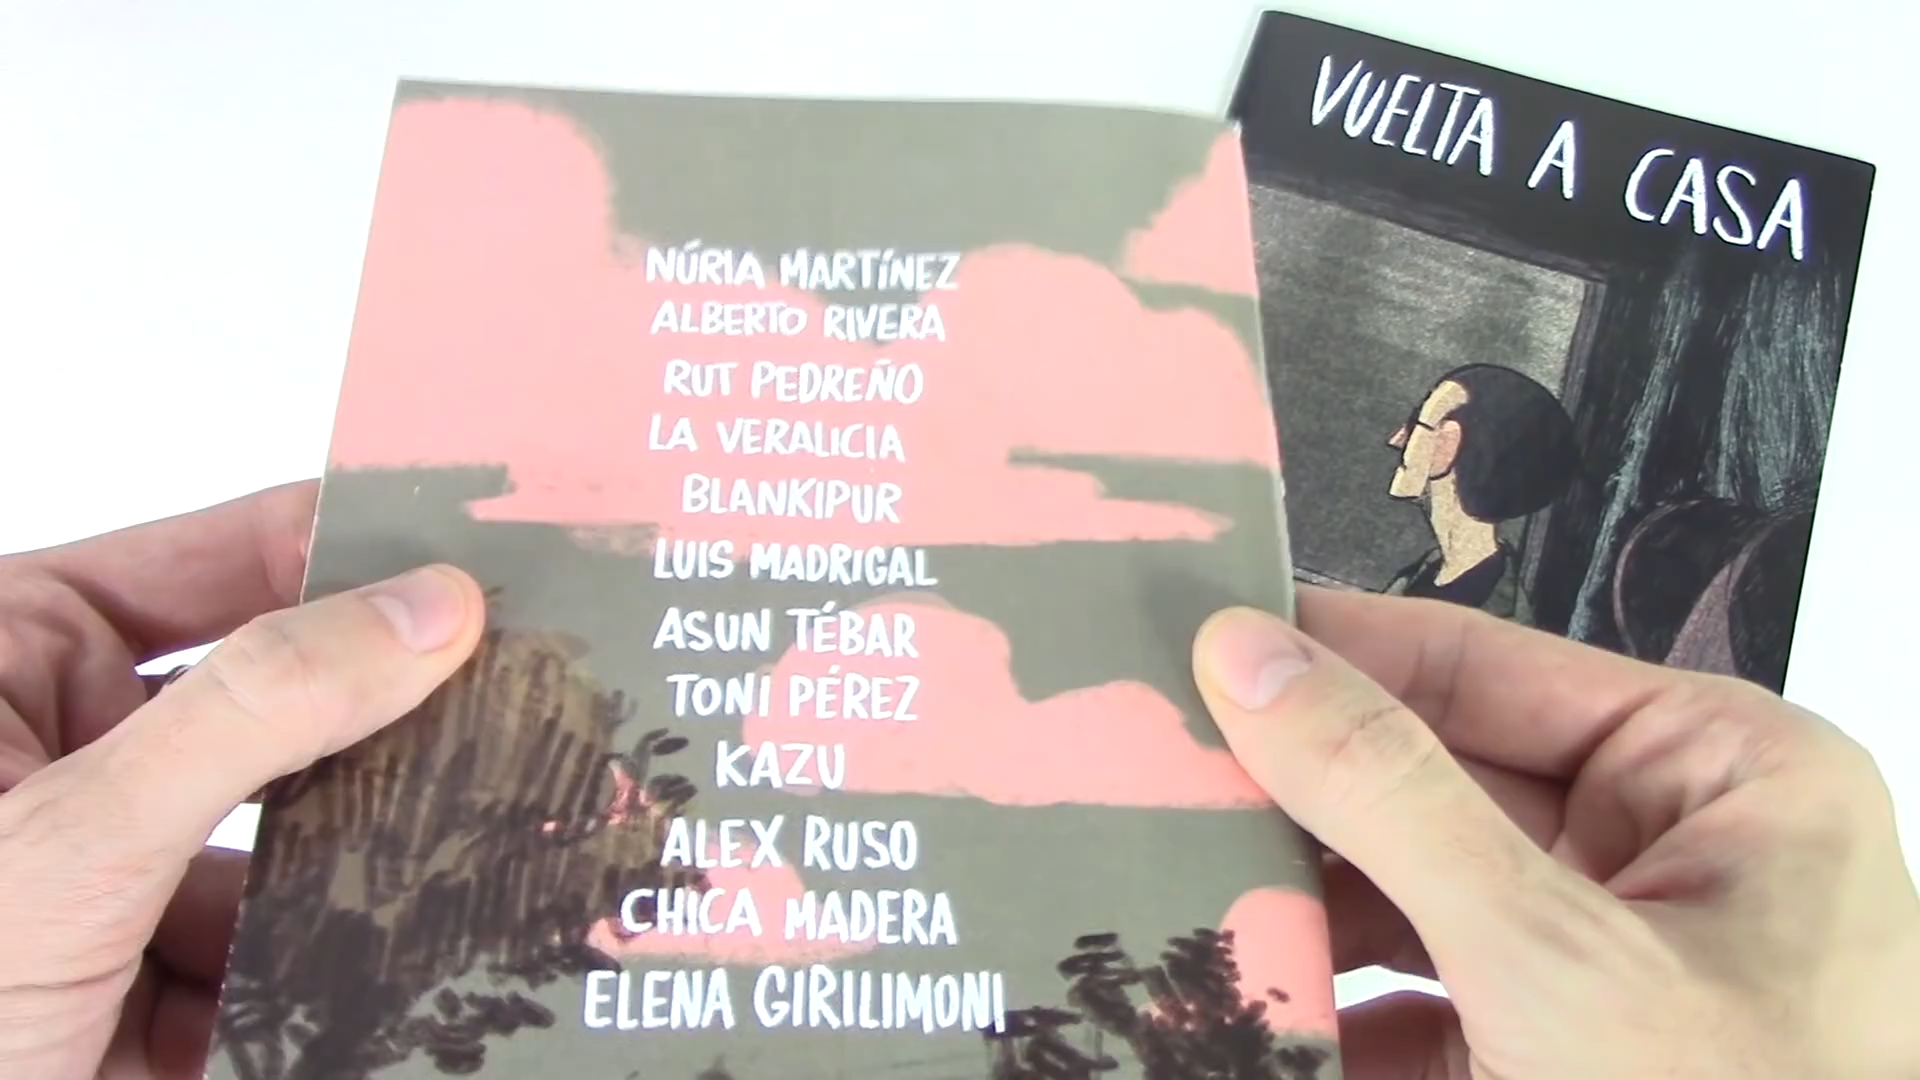 NÚRIA MARTÍNEZ
ALBERTO RIVERA
RUT PEDREÑO
LA VERALICIA
BLANKIPUR
LUIS MADRIGAL
ASUN TÉBAR
TONI PÉREZ
KAZU
ALEX RUSO
CHICA MADERA
ELENA GIRILIMONI
VUELTA A CASA